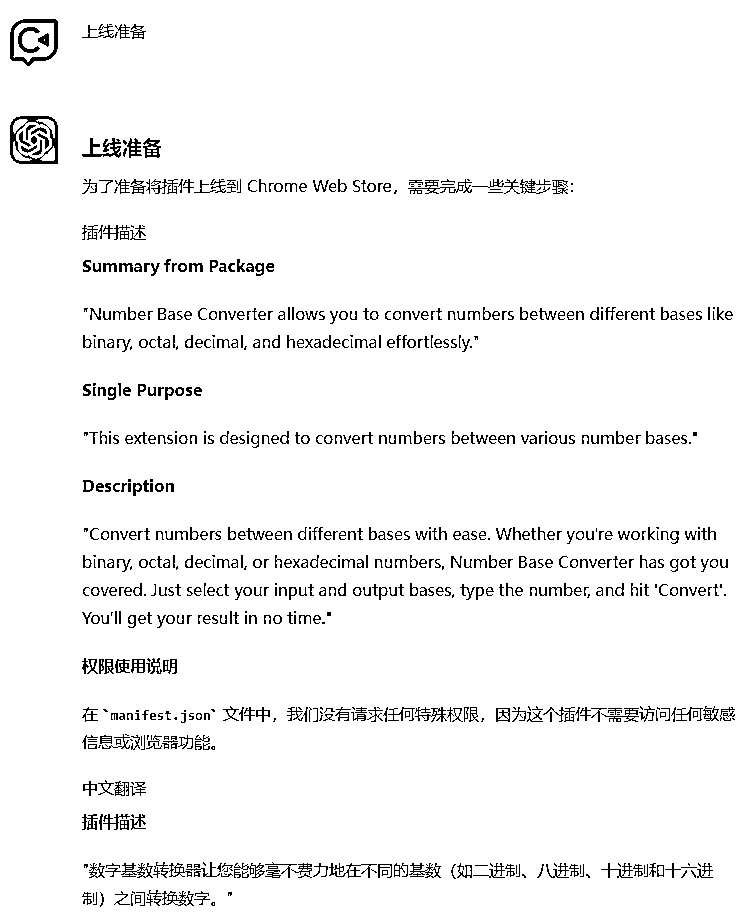 上线准备
上线准备
为了准备将插件上线到 Chrome Web Store，需要完成一些关键步骤：
插件描述
Summary from Package
"Number Base Converter allows you to convert numbers between different bases like
binary, octal, decimal, and hexadecimal effortlessly."
Single Purpose
"This extension is designed to convert numbers between various number bases."
Description
"Convert numbers between different bases with ease. Whether you're working with
binary, octal, decimal, or hexadecimal numbers, Number Base Converter has got you
covered. Just select your input and output bases, type the number, and hit 'Convert'.
You'll get your result in no time."
权限使用说明
在 `manifest.json` 文件中，我们没有请求任何特殊权限，因为这个插件不需要访问任何敏感
信息或浏览器功能。
中文翻译
插件描述
"数字基数转换器让您能够毫不费力地在不同的基数（如二进制、八进制、十进制和十六进
制）之间转换数字。"